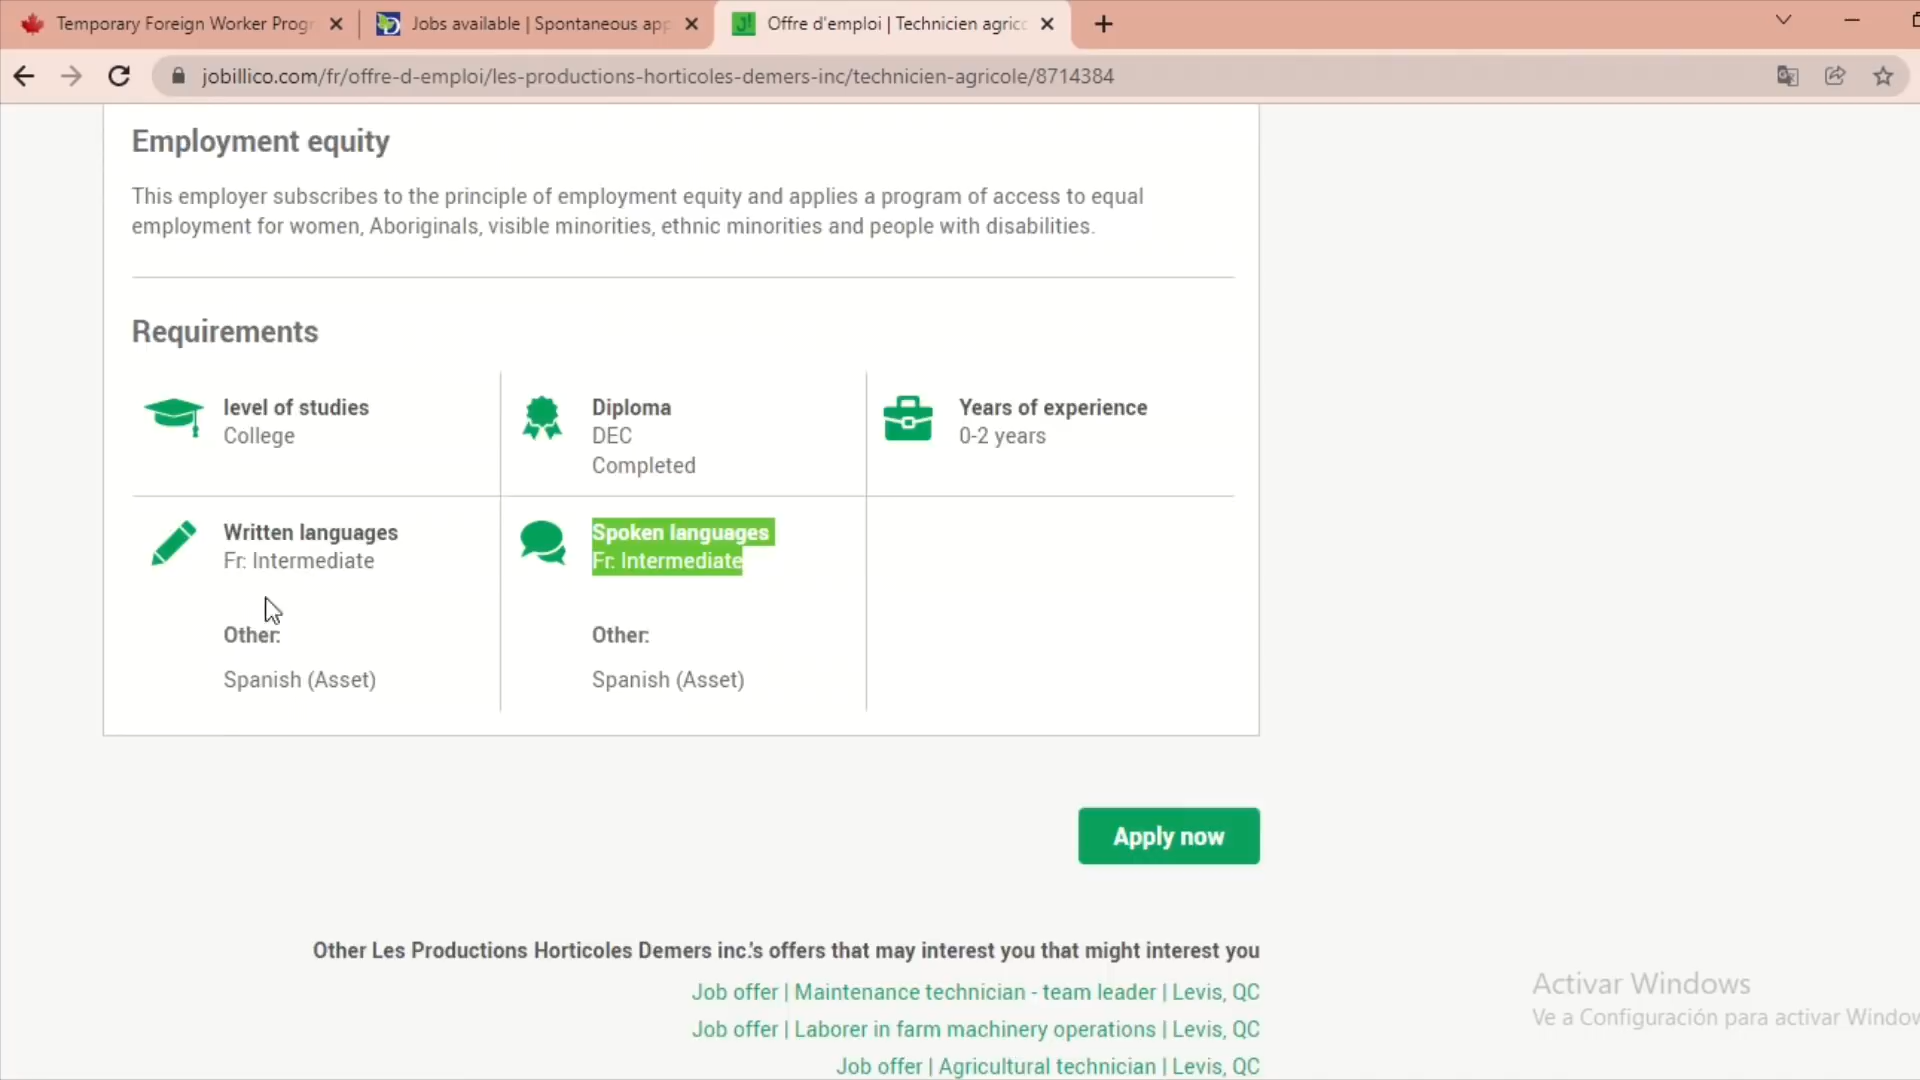 Temporary Foreign Worker Progr
Jobs available | Spontaneous app
Offre d'emploi | Technicien agrico
jobillico.com/fr/offre-d-emploi/les-productions-horticoles-demers-inc/technicien-agricole/8714384
Employment equity
This employer subscribes to the principle of employment equity and applies a program of access to equal
employment for women, Aboriginals, visible minorities, ethnic minorities and people with disabilities.
Requirements
level of studies
College
Diploma
DEC
Completed
Years of experience
0-2 years
Written languages
Fr: Intermediate
Other:
Spanish (Asset)
Spoken languages
Fr: Intermediate
Other:
Spanish (Asset)
Apply now
Other Les Productions Horticoles Demers inc.'s offers that may interest you that might interest you
Job offer | Maintenance technician - team leader | Levis, QC
Job offer | Laborer in farm machinery operations | Levis, QC
Job offer | Agricultural technician | Levis, QC
Activar Windows
Ve a Configuración para activar Window